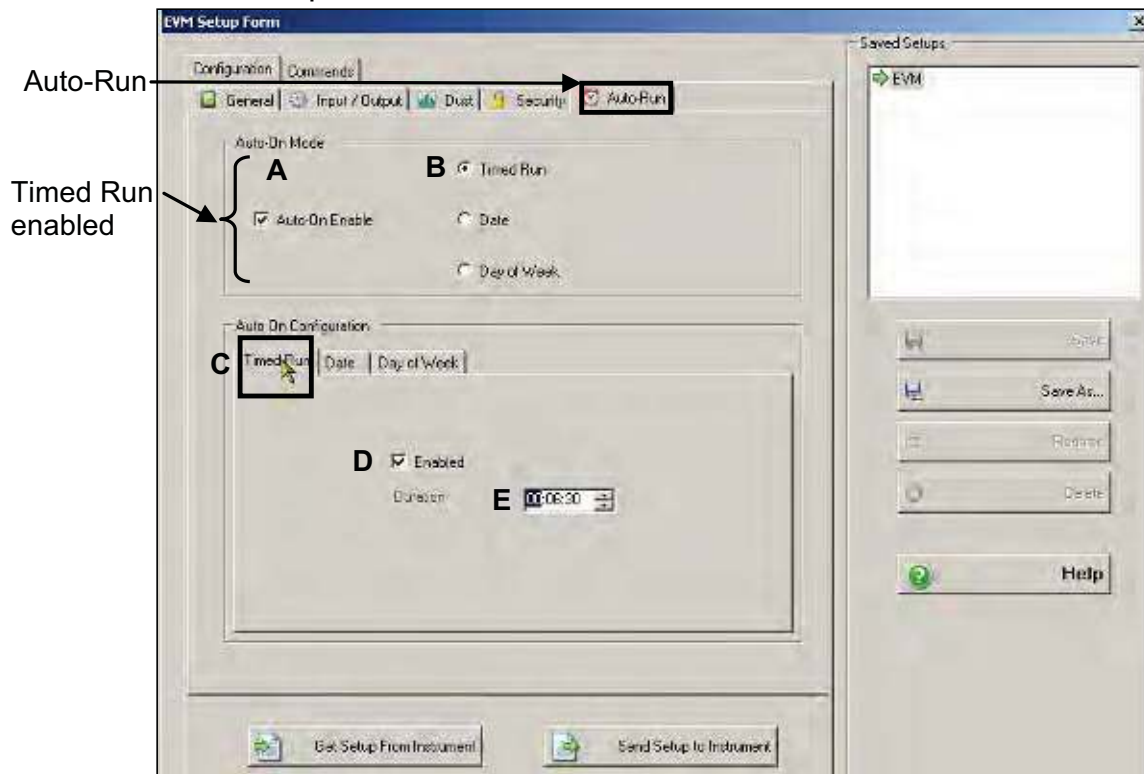 EVM Setup Form
Saved Setups
Configuration Commands
Auto-Run
EVM
General Input / Output Dust Security Auto-Run
Auto-On Mode
A B Timed Run
Timed Run
enabled
Auto-On Enable Date
Day of Week
Auto On Configuration
C Timed Run Date Day of Week
Save
Save As...
Rename
Delete
D Enabled
Duration E 00:06:30
Help
Get Setup From Instrument Send Setup to Instrument